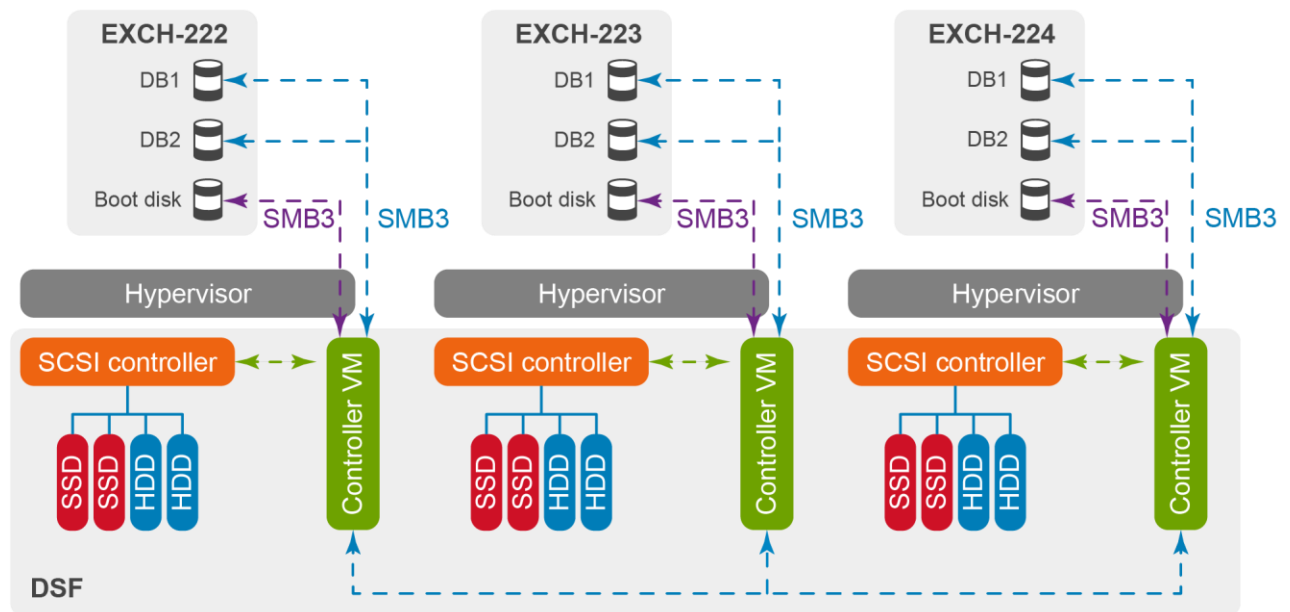 EXCH-222
DB1
DB2
Boot disk
SMB3
SMB3
EXCH-223
DB1
DB2
Boot disk
SMB3
SMB3
EXCH-224
DB1
DB2
Boot disk
SMB3
SMB3
Hypervisor
Hypervisor
Hypervisor
SCSI controller
SSD
SSD
HDD
HDD
Controller VM
SCSI controller
SSD
SSD
HDD
HDD
Controller VM
SCSI controller
SSD
SSD
HDD
HDD
Controller VM
DSF